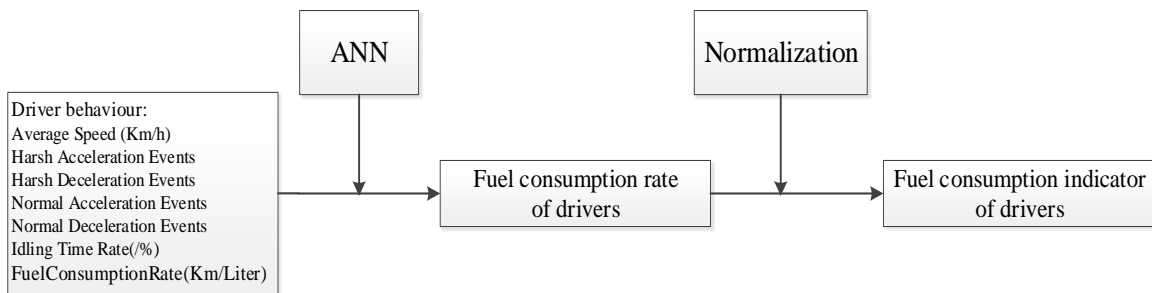 ANN
Normalization
Driver behaviour:
Average Speed (Km/h)
Harsh Acceleration Events
Harsh Deceleration Events
Normal Acceleration Events
Normal Deceleration Events
Idling Time Rate(/%)
FuelConsumptionRate(Km/Liter)
Fuel consumption rate
of drivers
Fuel consumption indicator
of drivers